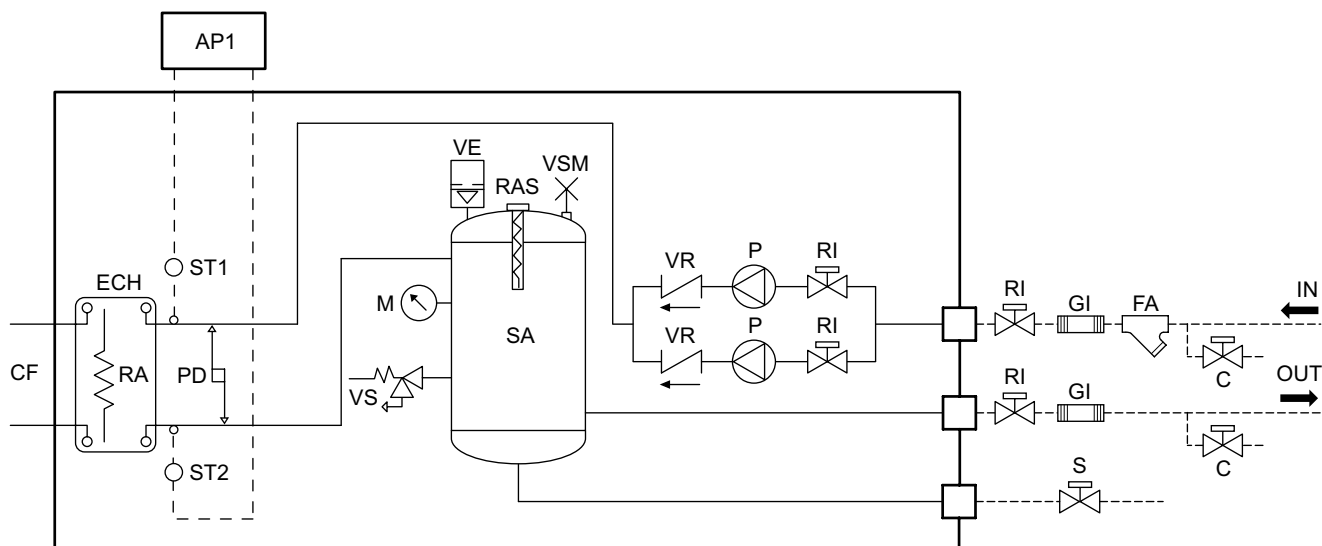 AP1
VE
VSM
RAS
ST1
ECH
M
SA
VR
P
RI
VR
P
RI
RI
GI
FA
IN
C
CF
RA
PD
VS
RI
GI
OUT
C
ST2
S